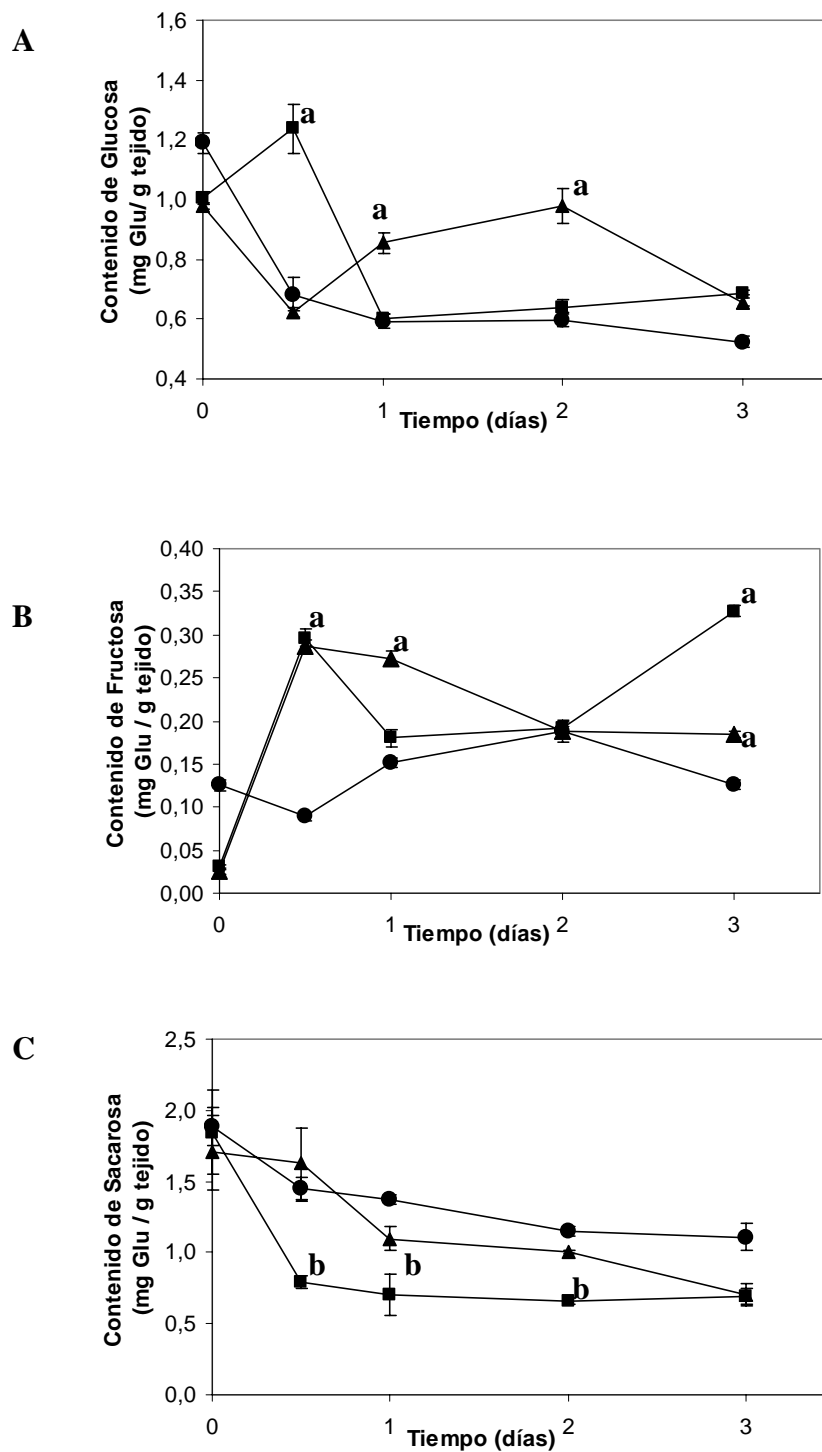 A
Contenido de Glucosa
(mg Glu/ g tejido)
1,6
1,4
1,2
1,0
0,8
0,6
0,4
a
a
a
0
1
2
3
Tiempo (días)
B
Contenido de Fructosa
(mg Glu / g tejido)
0,40
0,35
0,30
0,25
0,20
0,15
0,10
0,05
0,00
a
a
a
a
0
1
2
3
Tiempo (días)
C
Contenido de Sacarosa
(mg Glu / g tejido)
2,5
2,0
1,5
1,0
0,5
0,0
b
b
b
0
1
2
3
Tiempo (días)